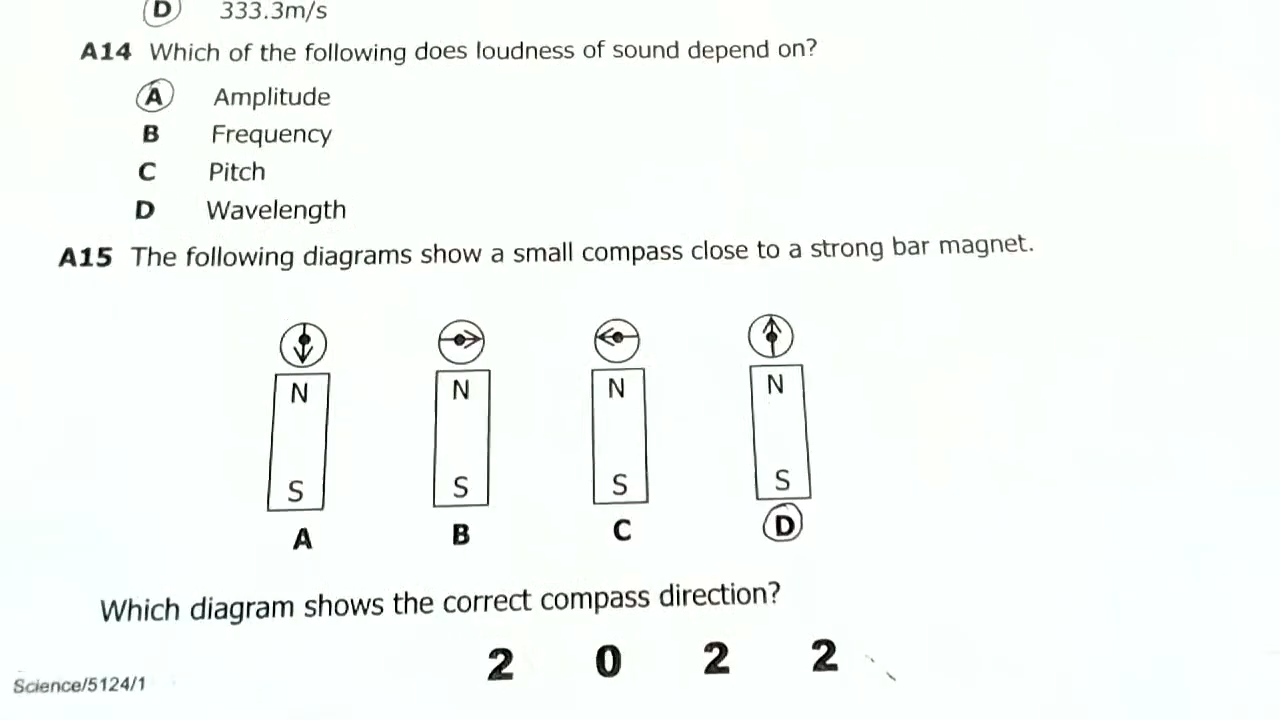 D 333.3m/s
A14 Which of the following does loudness of sound depend on?
A Amplitude
B Frequency
C Pitch
D Wavelength
A15 The following diagrams show a small compass close to a strong bar magnet.
N N N N
S S S S
A B C D
Which diagram shows the correct compass direction?
2 0 2 2
Science/5124/1